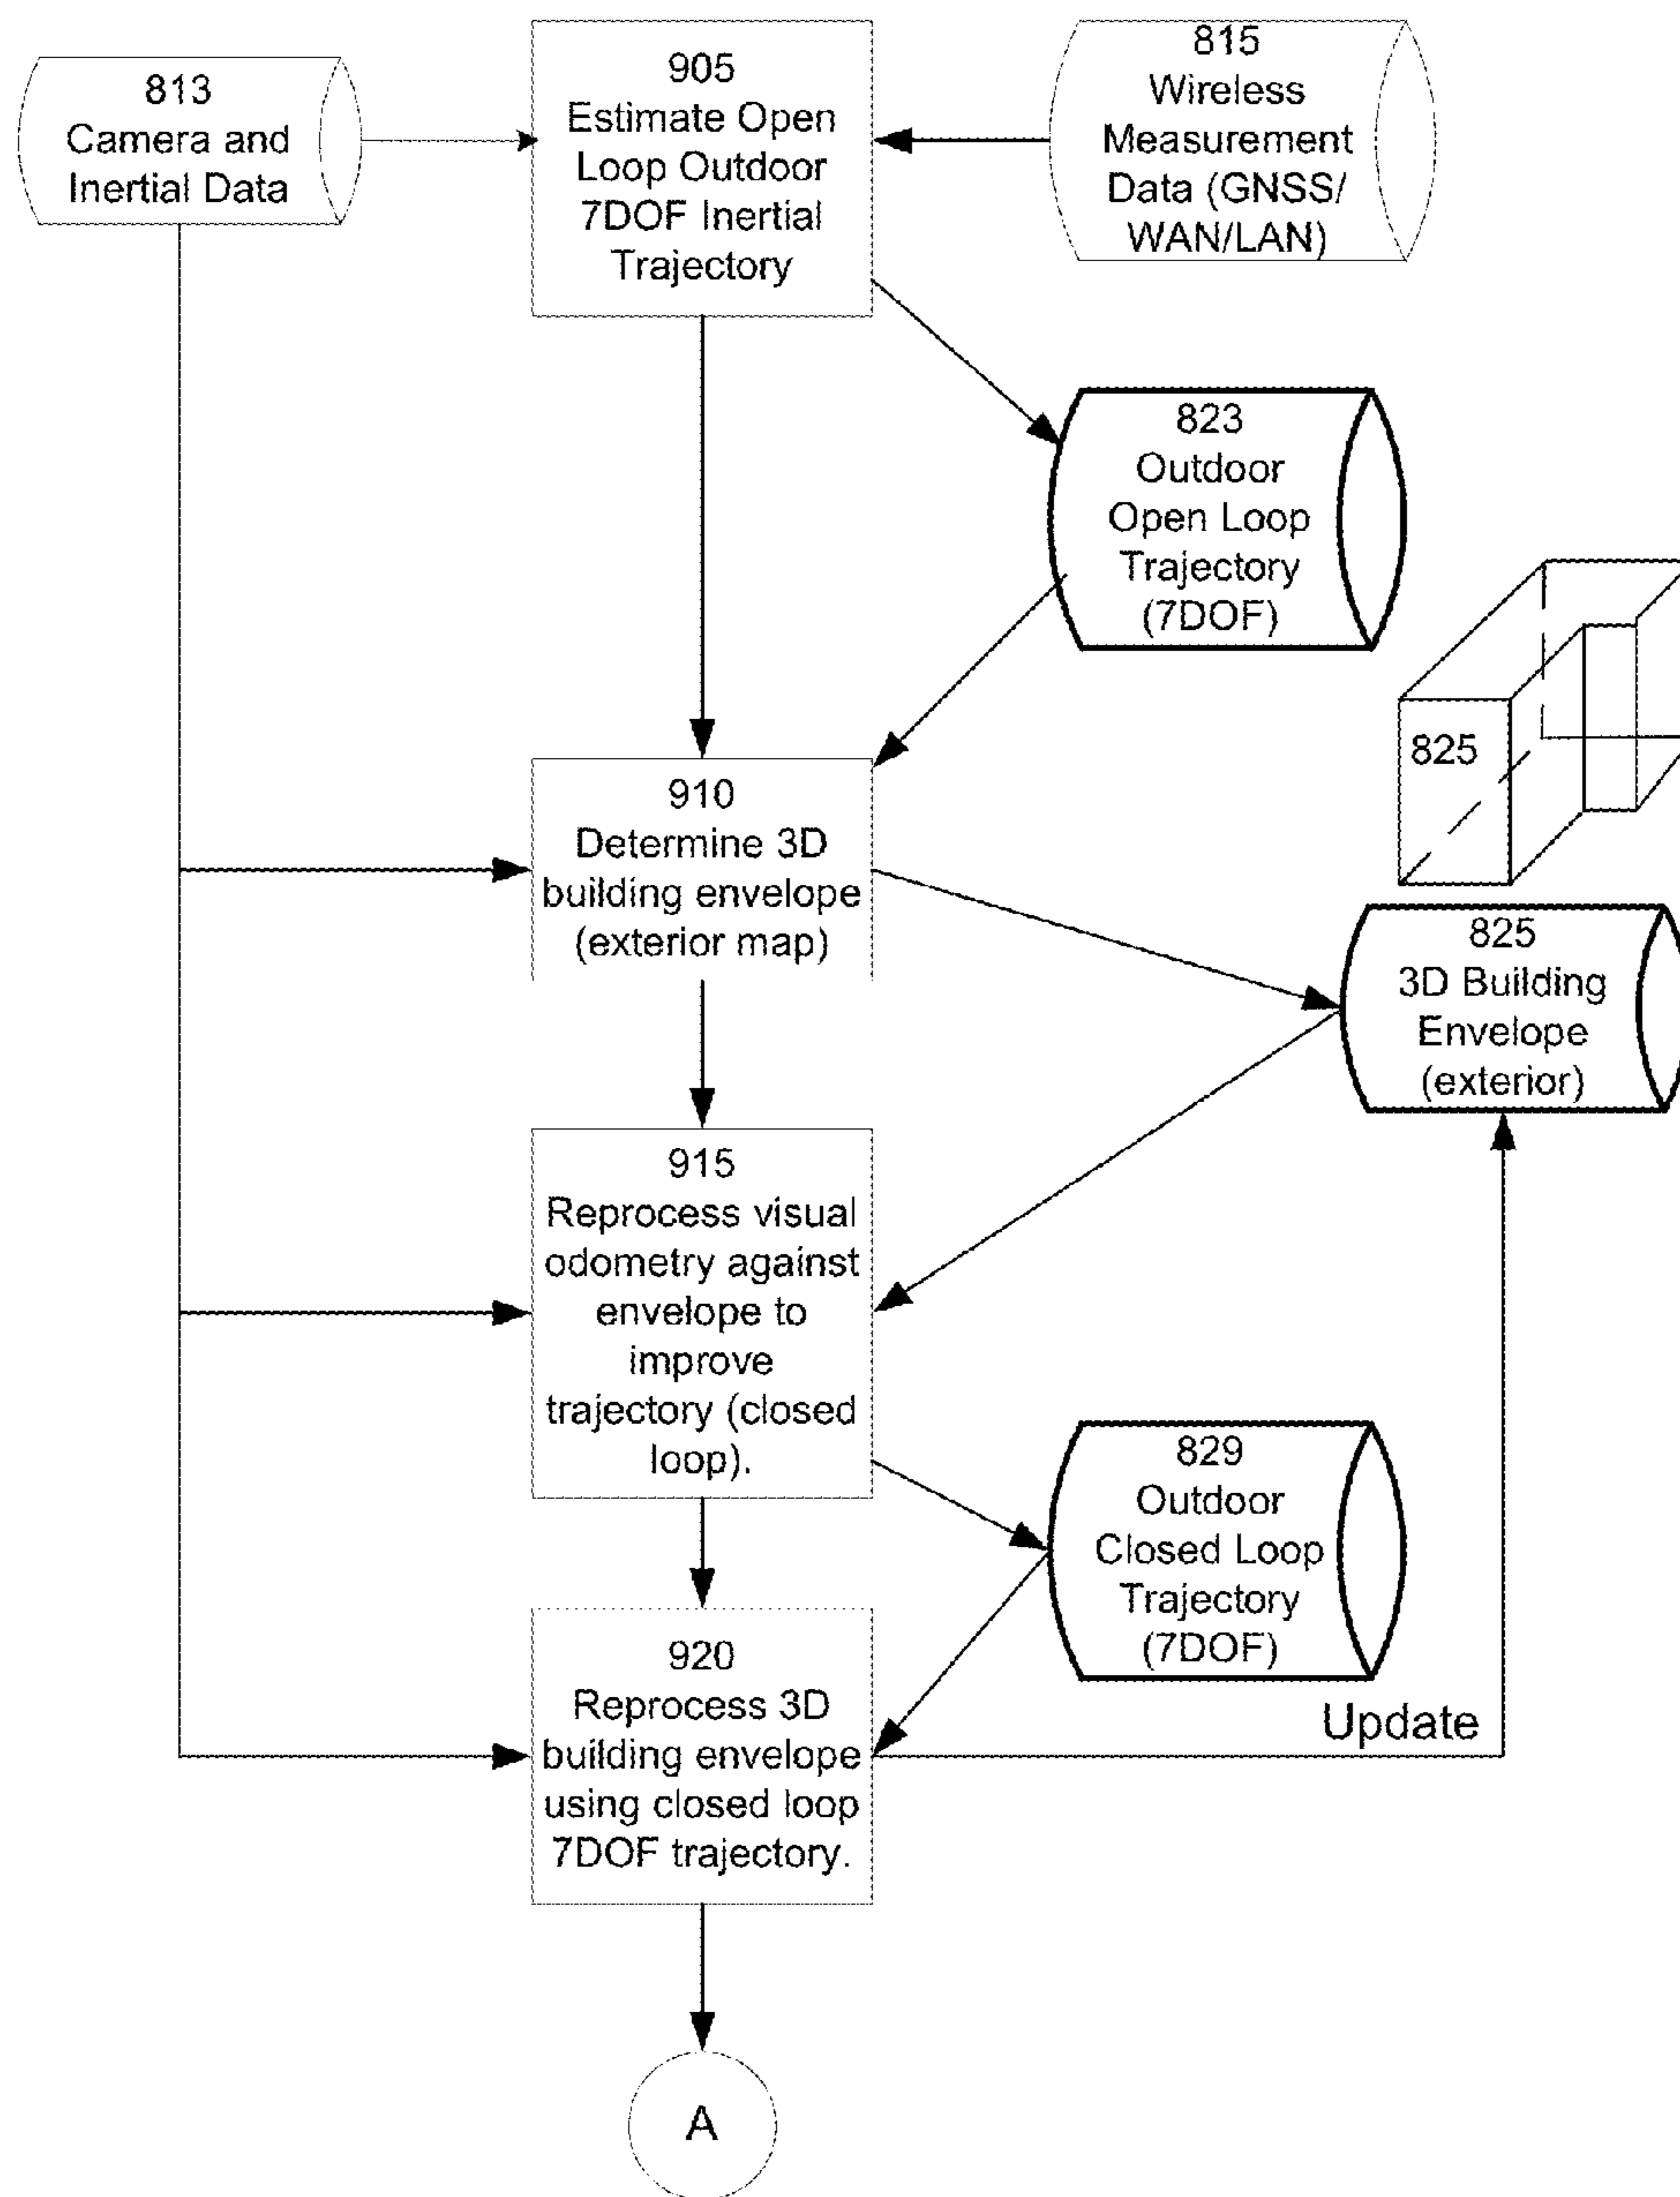 813
Camera and
Inertial Data
905
Estimate Open
Loop Outdoor
7DOF Inertial
Trajectory
815
Wireless
Measurement
Data (GNSS/
WAN/LAN)
823
Outdoor
Open Loop
Trajectory
(7DOF)
825
910
Determine 3D
building envelope
(exterior map)
825
3D Building
Envelope
(exterior)
915
Reprocess visual
odometry against
envelope to
improve
trajectory (closed
loop).
829
Outdoor
Closed Loop
Trajectory
(7DOF)
Update
920
Reprocess 3D
building envelope
using closed loop
7DOF trajectory.
A